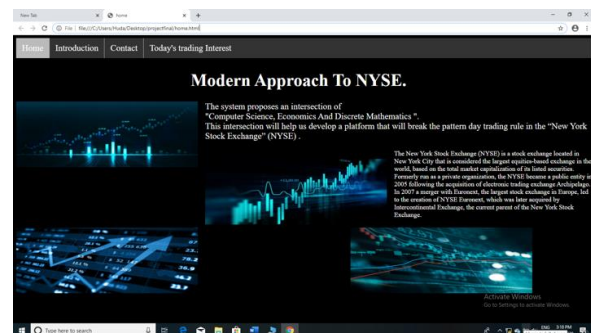 New Tab
home
File | file:///C:/Users/Huda/Desktop/projectfinal/home.html
Home
Introduction
Contact
Today's trading Interest
Modern Approach To NYSE.
The system proposes an intersection of
"Computer Science, Economics And Discrete Mathematics ".
This intersection will help us develop a platform that will break the pattern day trading rule in the “New York
Stock Exchange” (NYSE) .
The New York Stock Exchange (NYSE) is a stock exchange located in
New York City that is considered the largest equities-based exchange in the
world, based on the total market capitalization of its listed securities.
Formerly run as a private organization, the NYSE became a public entity in
2005 following the acquisition of electronic trading exchange Archipelago.
In 2007 a merger with Euronext, the largest stock exchange in Europe, led
to the creation of NYSE Euronext, which was later acquired by
Intercontinental Exchange, the current parent of the New York Stock
Exchange.
Activate Windows
Go to Settings to activate Windows.
Type here to search
ENG